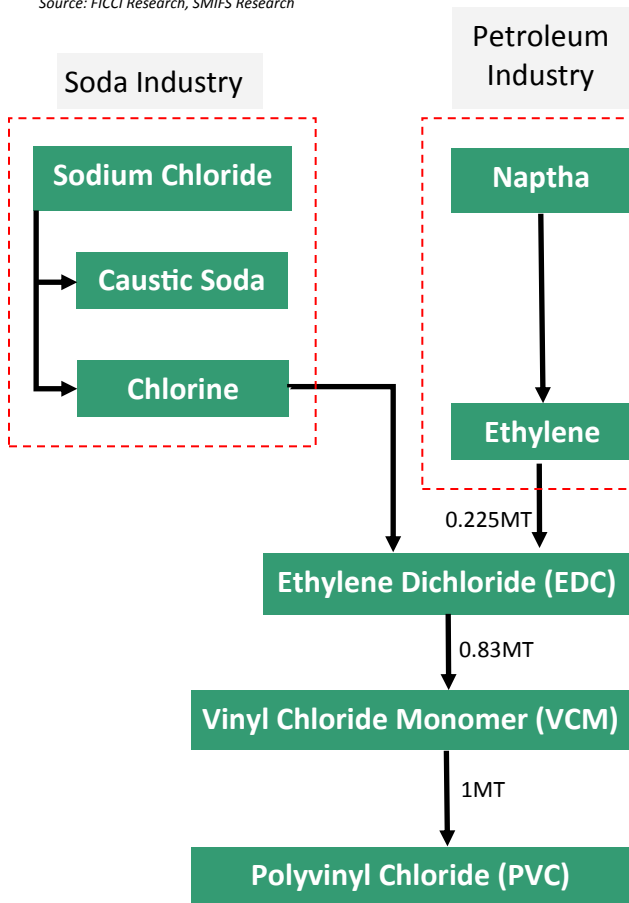 Source: FICCI Research, SMIFS Research
Soda Industry
Petroleum
Industry
Sodium Chloride
Caustic Soda
Chlorine
Naptha
Ethylene
0.225MT
Ethylene Dichloride (EDC)
0.83MT
Vinyl Chloride Monomer (VCM)
1MT
Polyvinyl Chloride (PVC)